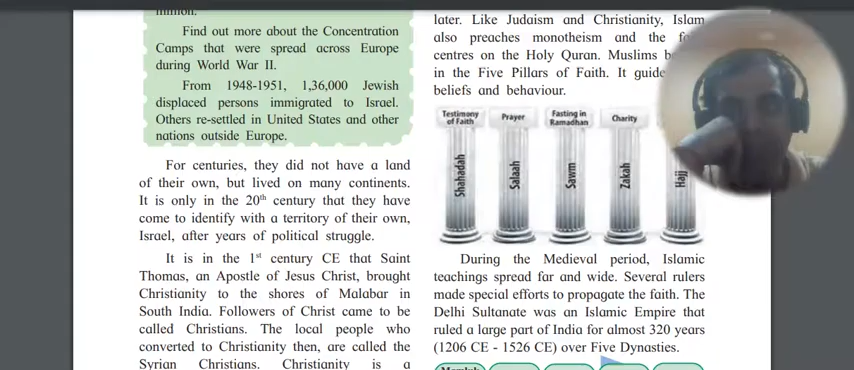 million.
Find out more about the Concentration
Camps that were spread across Europe
during World War II.
From 1948-1951, 1,36,000 Jewish
displaced persons immigrated to Israel.
Others re-settled in United States and other
nations outside Europe.
For centuries, they did not have a land
of their own, but lived on many continents.
It is only in the 20th century that they have
come to identify with a territory of their own,
Israel, after years of political struggle.
It is in the 1st century CE that Saint
Thomas, an Apostle of Jesus Christ, brought
Christianity to the shores of Malabar in
South India. Followers of Christ came to be
called Christians. The local people who
converted to Christianity then, are called the
Syrian Christians. Christianity is a
later. Like Judaism and Christianity, Islam
also preaches monotheism and the
centres on the Holy Quran. Muslims
in the Five Pillars of Faith. It
beliefs and behaviour.
Testimony of Faith
Prayer
Fasting in Ramadhan
Charity
Shahadah
Salaah
Sawm
Zakah
Hajj
During the Medieval period, Islamic
teachings spread far and wide. Several rulers
made special efforts to propagate the faith. The
Delhi Sultanate was an Islamic Empire that
ruled a large part of India for almost 320 years
(1206 CE - 1526 CE) over Five Dynasties.